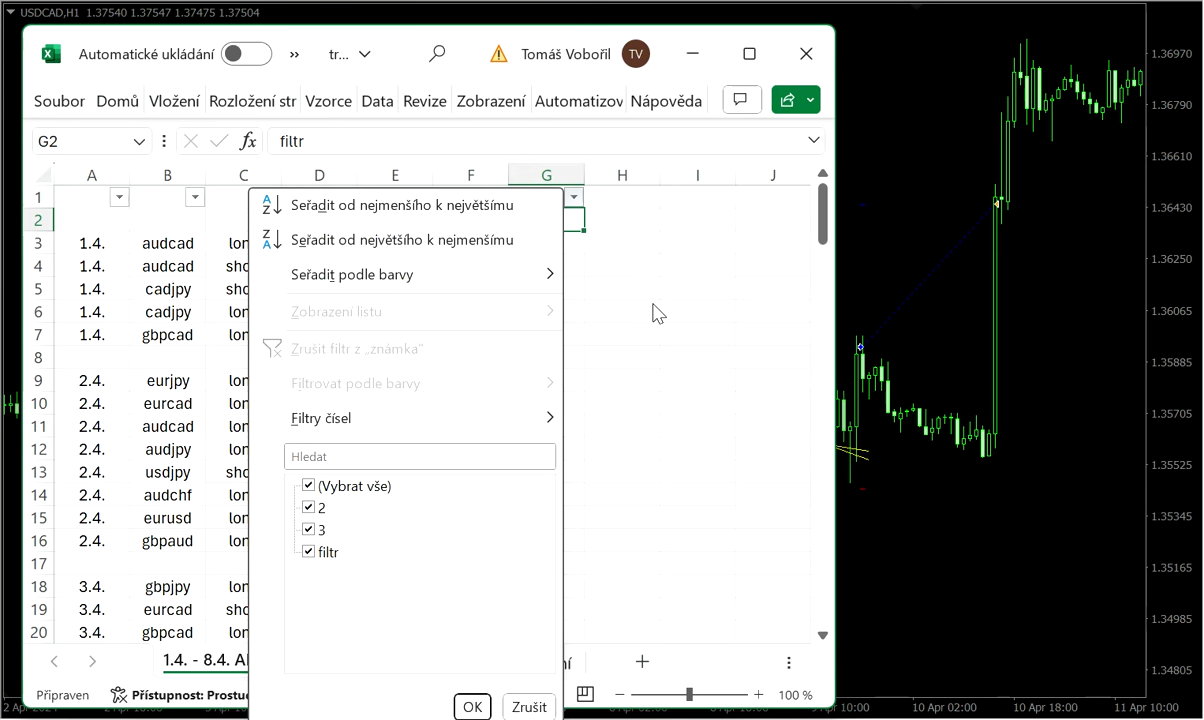 USDCAD,H1 1.37540 1.37547 1.37475 1.37504
Automatické ukládání
tr...
Tomáš Vobořil
TV
Soubor Domů Vložení Rozložení str Vzorce Data Revize Zobrazení Automatizov Nápověda
G2
fx
filtr
A B C D E F G H I J
1
2
3 1.4. audcad lon
4 1.4. audcad sho
5 1.4. cadjpy sho
6 1.4. cadjpy lon
7 1.4. gbpcad lon
8
9 2.4. eurjpy lon
10 2.4. eurcad lon
11 2.4. audcad lon
12 2.4. audjpy lon
13 2.4. usdjpy sho
14 2.4. audchf lon
15 2.4. eurusd lon
16 2.4. gbpaud lon
17
18 3.4. gbpjpy lon
19 3.4. eurcad sho
20 3.4. gbpcad lon
Seřadit od nejmenšího k největšímu
Seřadit od největšího k nejmenšímu
Seřadit podle barvy
Zobrazení listu
Zrušit filtr z „známka“
Filtrovat podle barvy
Filtry čísel
Hledat
(Vybrat vše)
2
3
filtr
OK
Zrušit
1.4. - 8.4.
Připraven
Přístupnost:
100 %
1.36970
1.36790
1.36610
1.36430
1.36250
1.36065
1.35885
1.35705
1.35525
1.35345
1.35165
1.34985
1.34805
10 Apr 02:00
10 Apr 18:00
11 Apr 10:00